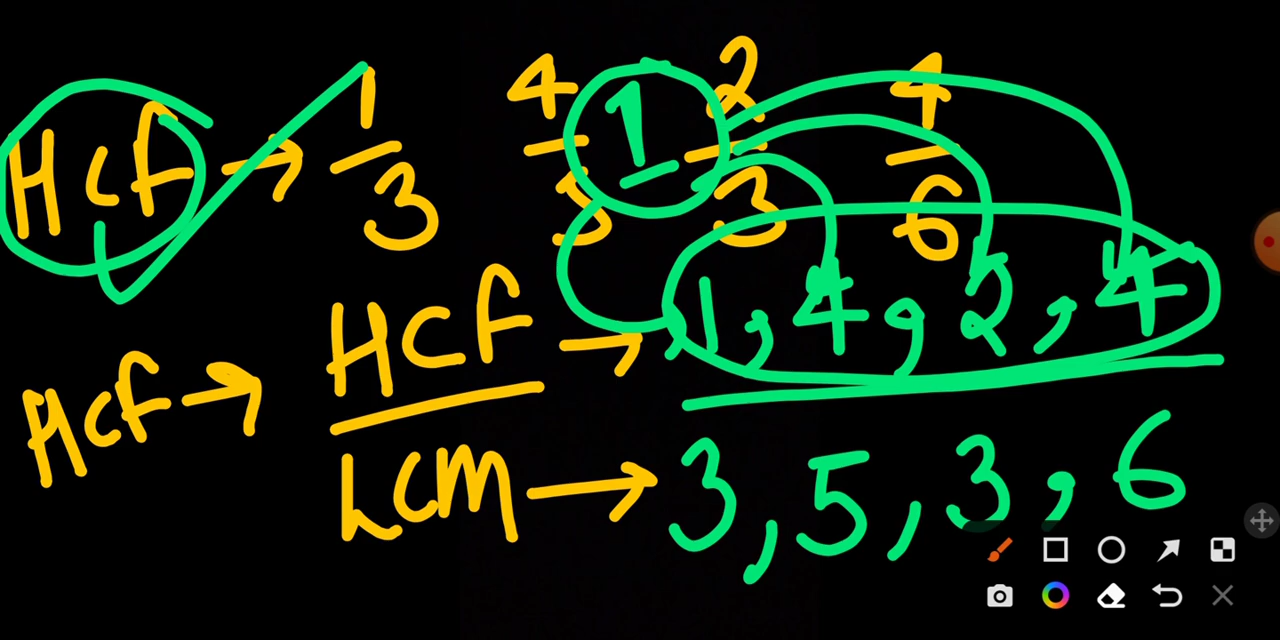 Hcf → 1/3 4/5 1 2/3 4/6
Hcf → HCF/LCM → 1, 4, 2, 4
→ 3, 5, 3, 6